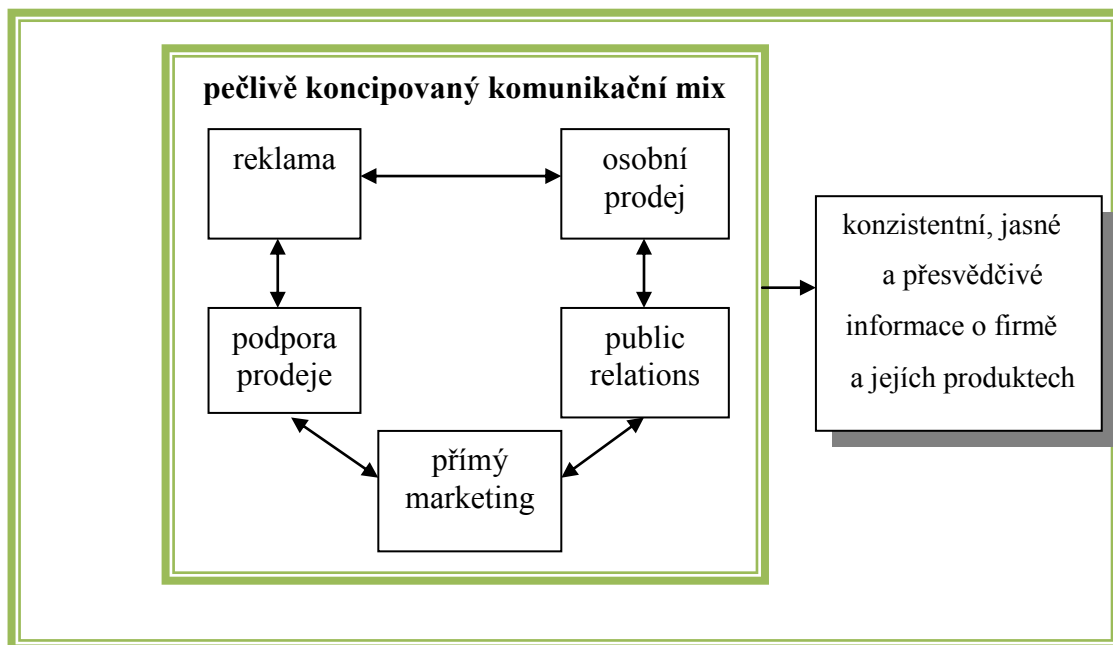 pečlivě koncipovaný komunikační mix
reklama
osobní
prodej
podpora
prodeje
public
relations
přímý
marketing
konzistentní, jasné
a přesvědčivé
informace o firmě
a jejích produktech